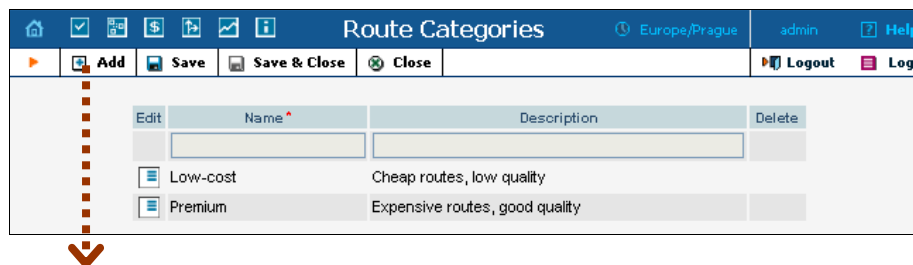 Route Categories Europe/Prague admin Help
Add Save Save & Close Close Logout
Edit Name* Description Delete
Low-cost Cheap routes, low quality
Premium Expensive routes, good quality